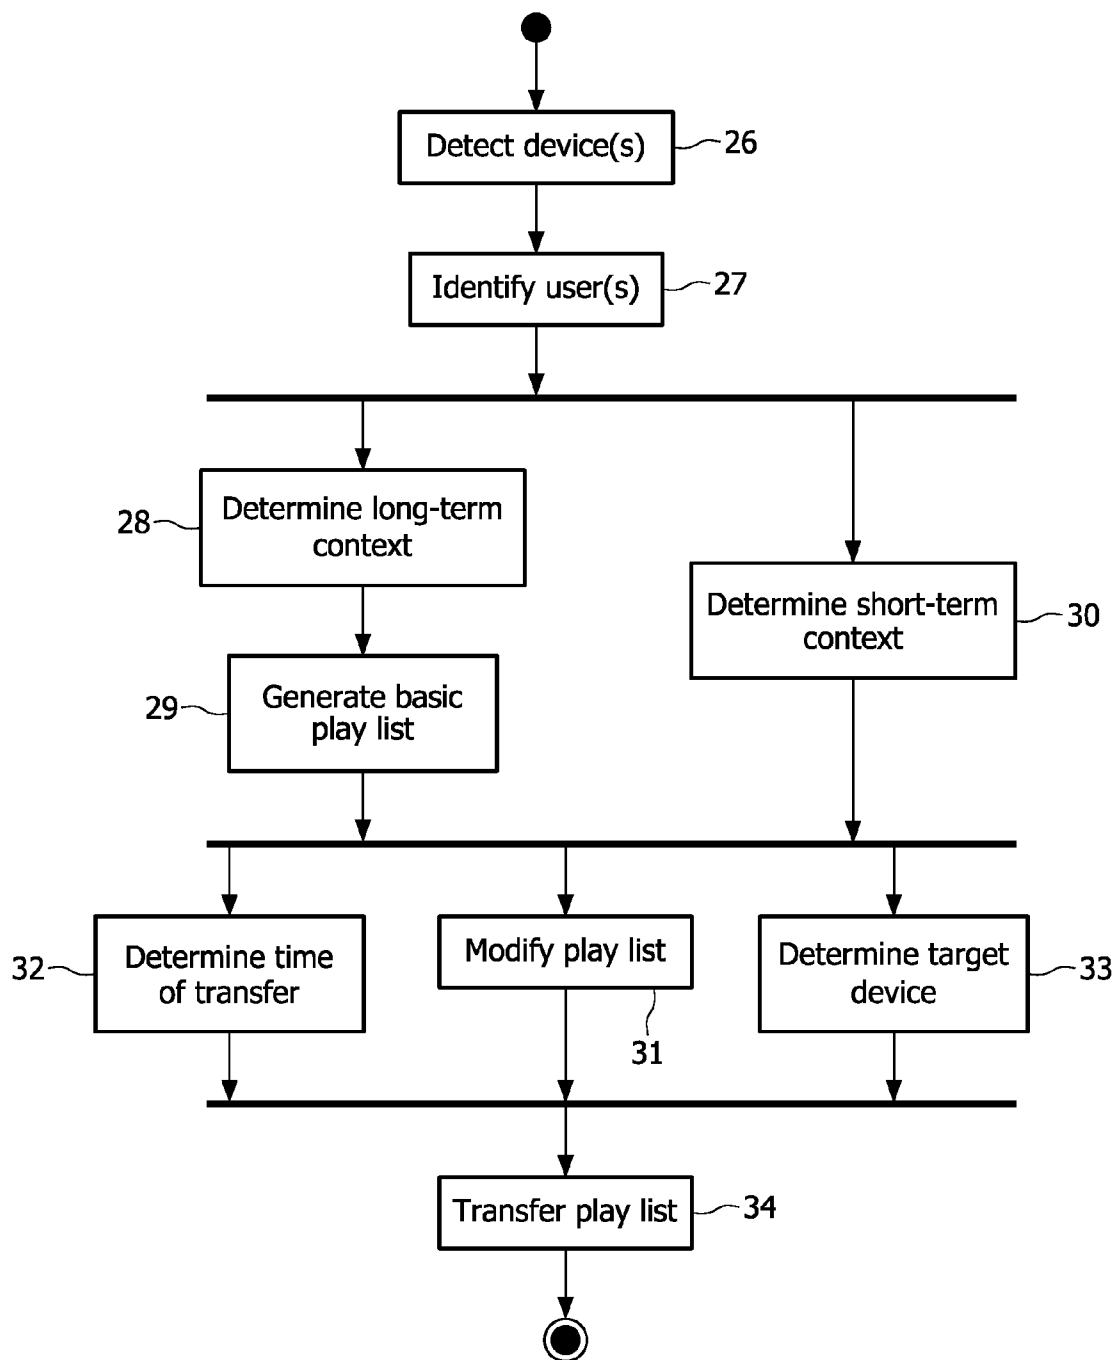 Detect device(s)
26
Identify user(s)
27
28
Determine long-term
context
Determine short-term
context
30
29
Generate basic
play list
32
Determine time
of transfer
Modify play list
31
Determine target
device
33
Transfer play list
34